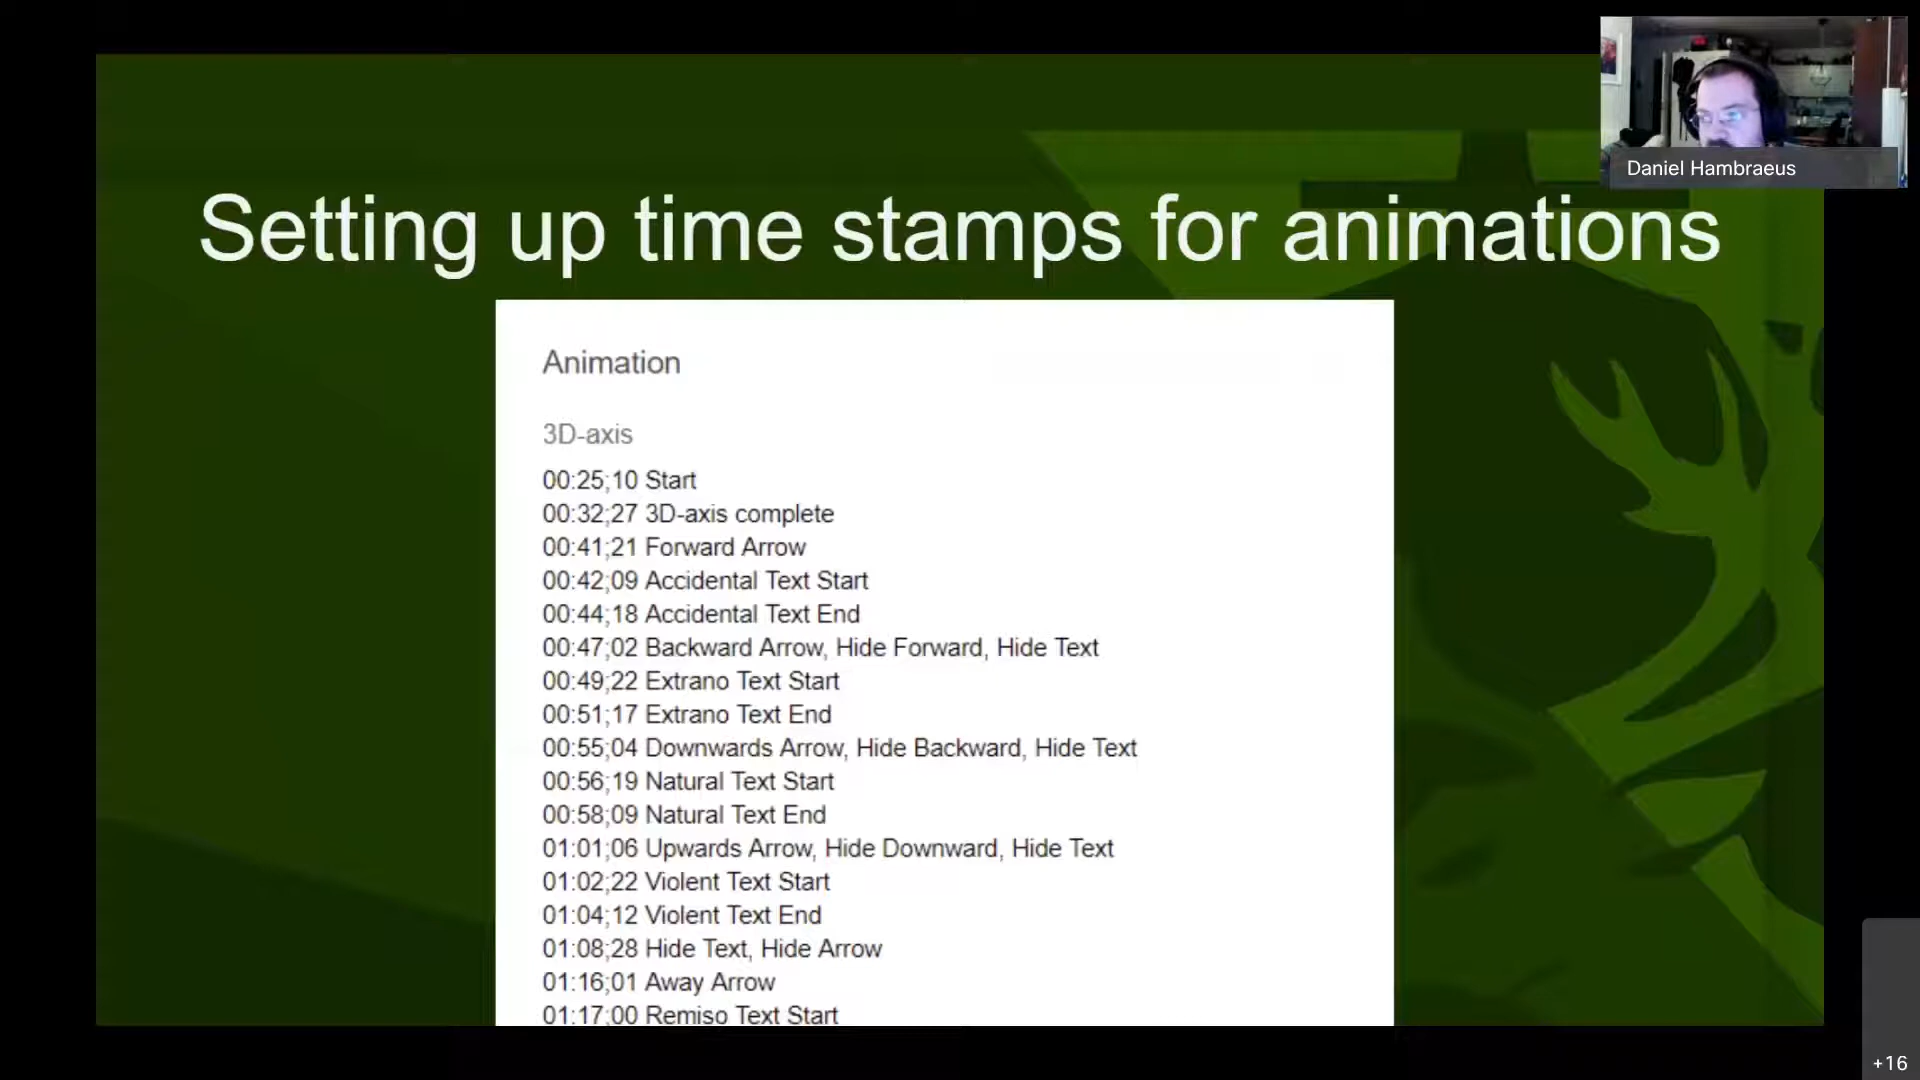 Daniel Hambraeus
Setting up time stamps for animations
Animation
3D-axis
00:25;10 Start
00:32;27 3D-axis complete
00:41;21 Forward Arrow
00:42;09 Accidental Text Start
00:44;18 Accidental Text End
00:47;02 Backward Arrow, Hide Forward, Hide Text
00:49;22 Extrano Text Start
00:51;17 Extrano Text End
00:55;04 Downwards Arrow, Hide Backward, Hide Text
00:56;19 Natural Text Start
00:58;09 Natural Text End
01:01;06 Upwards Arrow, Hide Downward, Hide Text
01:02;22 Violent Text Start
01:04;12 Violent Text End
01:08;28 Hide Text, Hide Arrow
01:16;01 Away Arrow
01:17;00 Remiso Text Start
+16